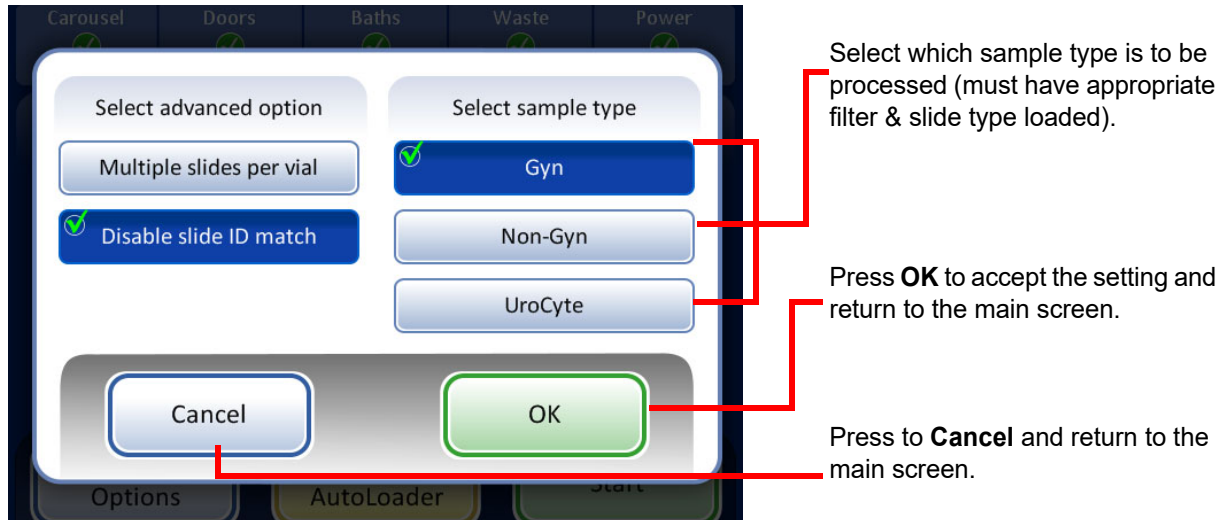 Carousel Doors Baths Waste Power
Select advanced option
Multiple slides per vial
Disable slide ID match
Select sample type
Gyn
Non-Gyn
UroCyte
Cancel
OK
Options
AutoLoader
Start
Select which sample type is to be
processed (must have appropriate
filter & slide type loaded).
Press OK to accept the setting and
return to the main screen.
Press to Cancel and return to the
main screen.